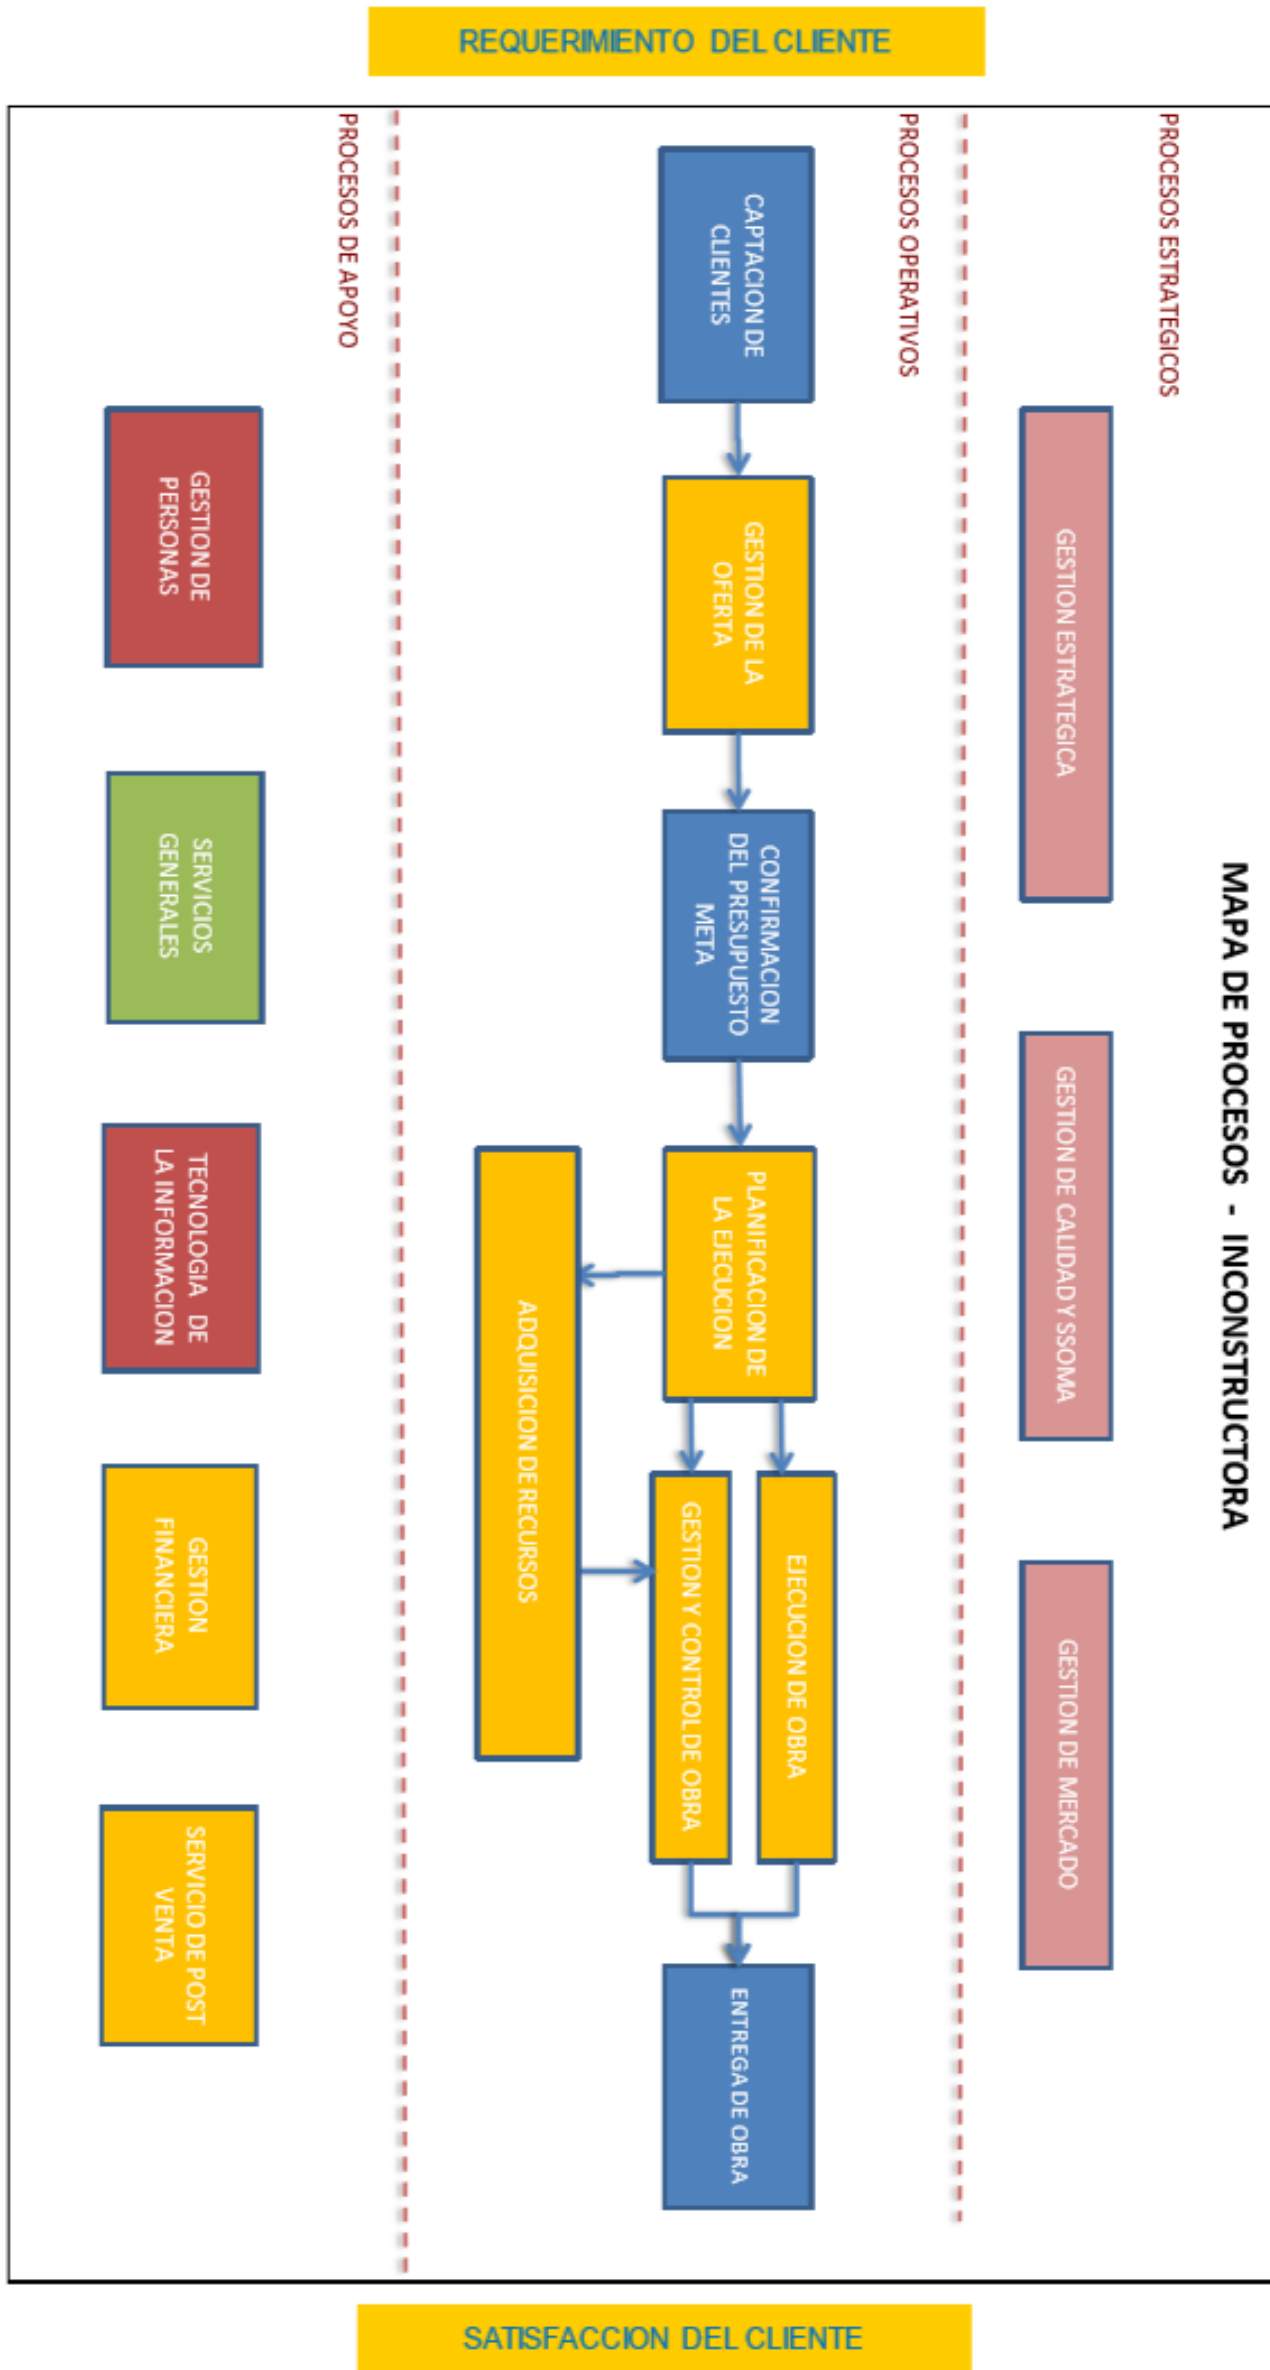 REQUERIMIENTO DEL CLIENTE
MAPA DE PROCESOS - INCONSTRUCTORA
PROCESOS ESTRATEGICOS
GESTION ESTRATEGICA
GESTION DE CALIDAD Y SSOMA
GESTION DE MERCADO
PROCESOS OPERATIVOS
CAPTACION DE
CLIENTES
GESTION DE LA
OFERTA
CONFIRMACION
DEL PRESUPUESTO
META
PLANIFICACION DE
LA EJECUCION
EJECUCION DE OBRA
GESTION Y CONTROL DE OBRA
ENTREGA DE OBRA
ADQUISICION DE RECURSOS
PROCESOS DE APOYO
GESTION DE
PERSONAS
SERVICIOS
GENERALES
TECNOLOGIA DE
LA INFORMACION
GESTION
FINANCIERA
SERVICIO DE POST
VENTA
SATISFACCION DEL CLIENTE